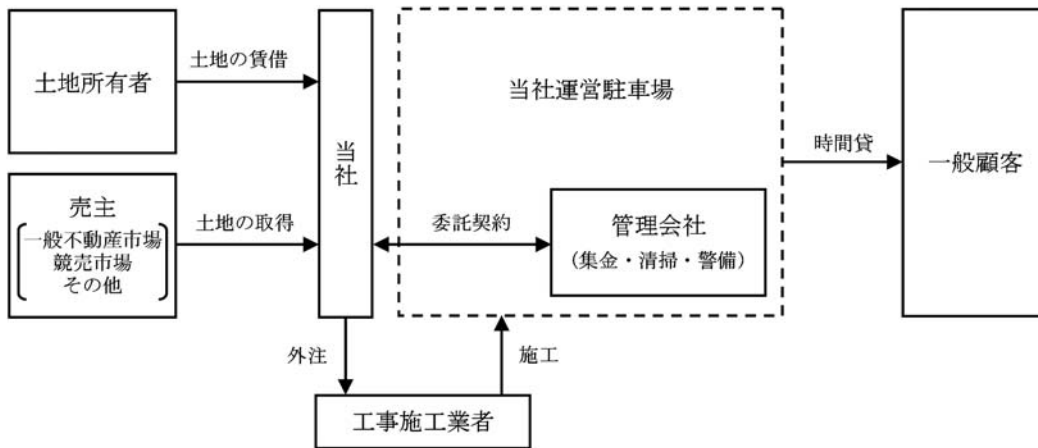 土地所有者
土地の賃借
売主
一般不動産市場
競売市場
その他
土地の取得
当社
当社運営駐車場
委託契約
管理会社
(集金・清掃・警備)
時間貸
一般顧客
外注
施工
工事施工業者